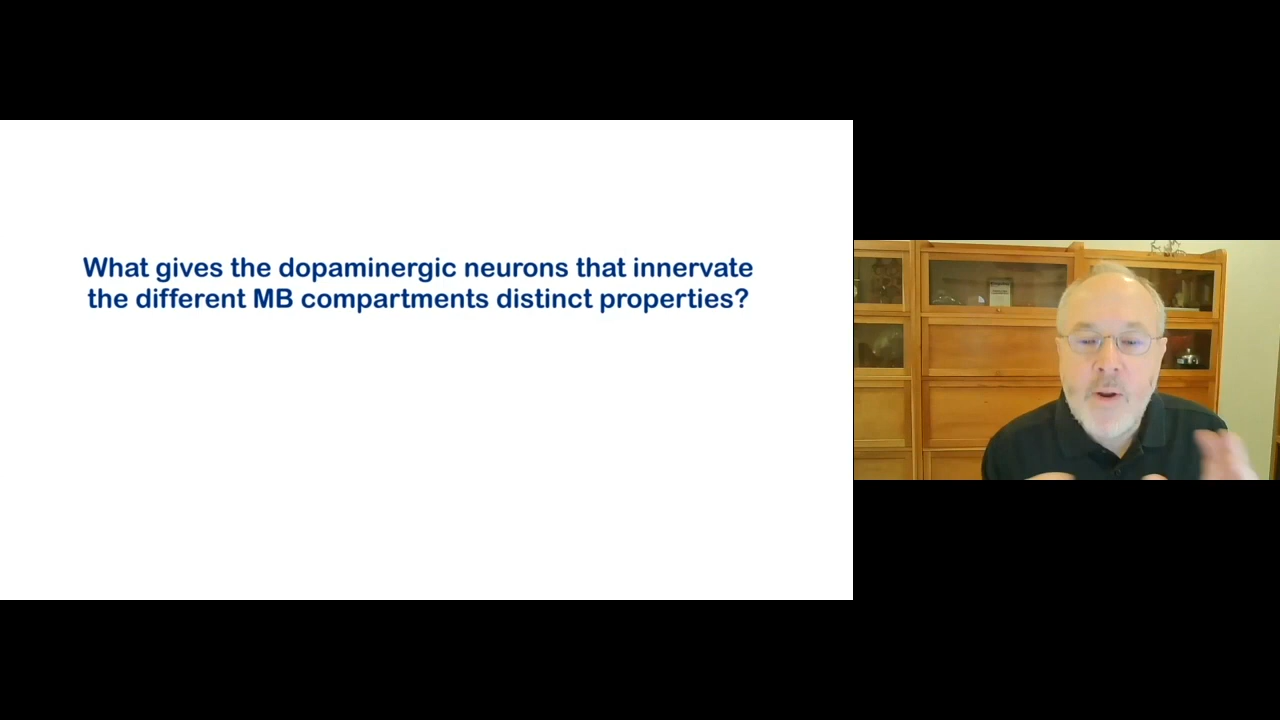 What gives the dopaminergic neurons that innervate
the different MB compartments distinct properties?